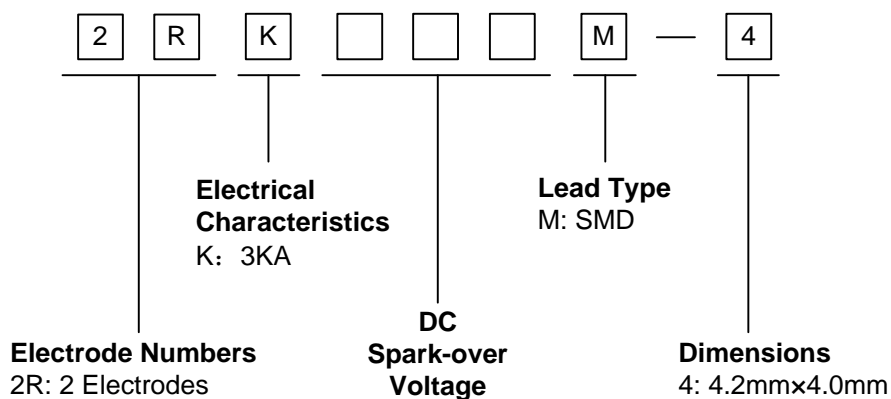 2 R K M — 4
Electrical
Characteristics
K：3KA
Lead Type
M: SMD
DC
Spark-over
Voltage
Electrode Numbers
2R: 2 Electrodes
Dimensions
4: 4.2mm×4.0mm